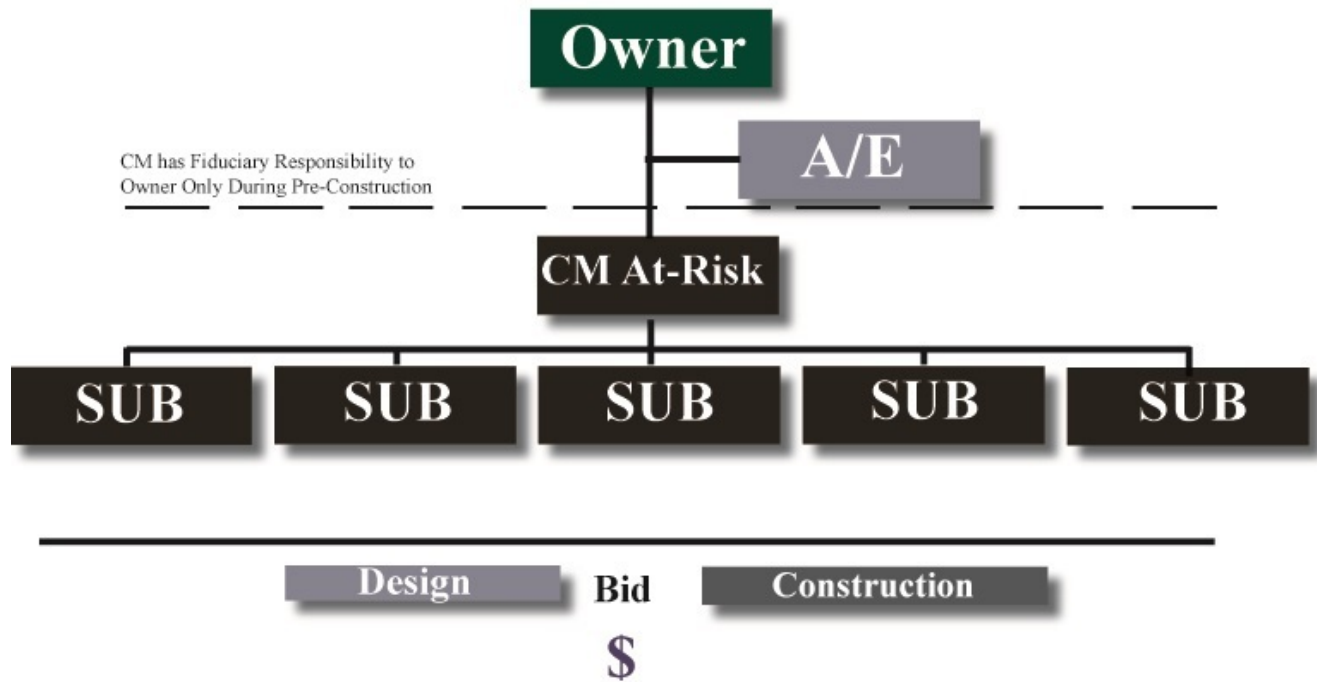 Owner
A/E
CM has Fiduciary Responsibility to
Owner Only During Pre-Construction
CM At-Risk
SUB SUB SUB SUB SUB
Design Bid Construction
$